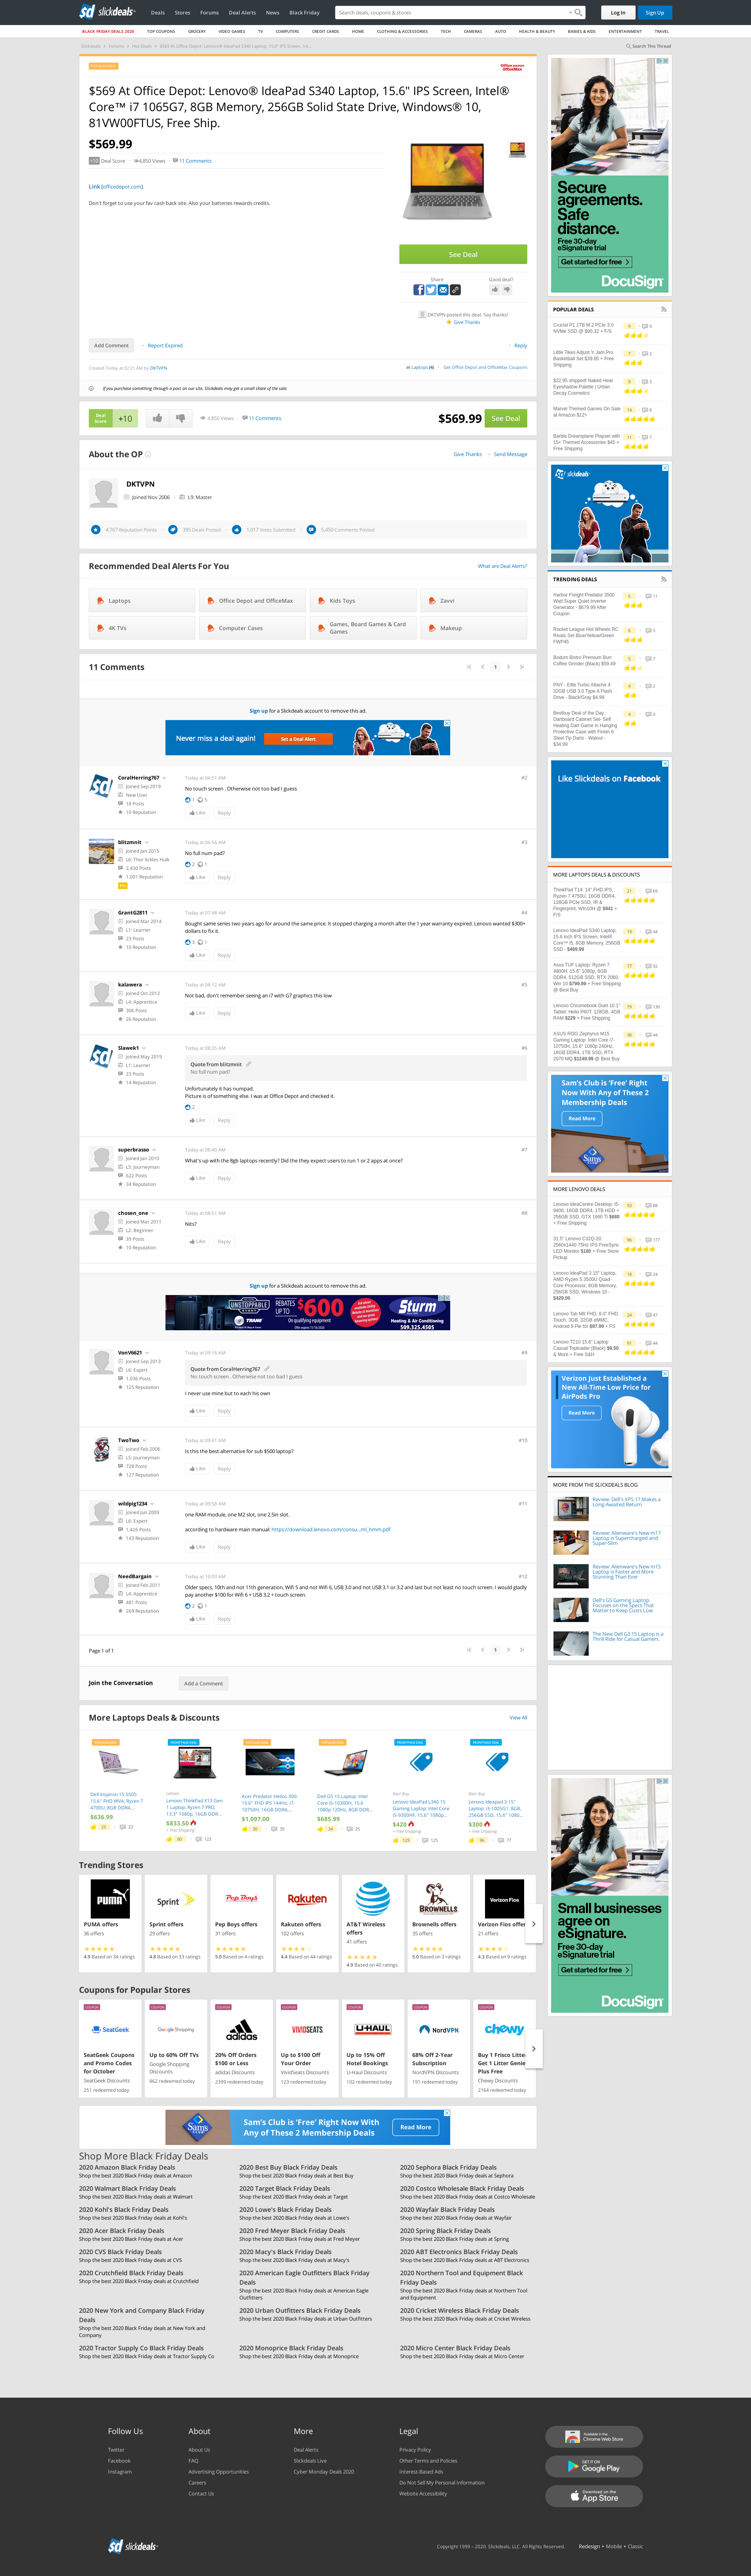 slickdeals
Deals Stores Forums Deal Alerts News Black Friday
Search deals, coupons & stores
Log In Sign Up
BLACK FRIDAY DEALS 2020 TOP COUPONS GROCERY VIDEO GAMES TV COMPUTERS CREDIT CARDS HOME CLOTHING & ACCESSORIES TECH CAMERAS AUTO HEALTH & BEAUTY BABIES & KIDS ENTERTAINMENT TRAVEL
Search This Thread
$569 At Office Depot: Lenovo® IdeaPad S340 Laptop, 15.6" IPS Screen, Intel®
Core™ i7 1065G7, 8GB Memory, 256GB Solid State Drive, Windows® 10,
81VW00FTUS, Free Ship.
$569.99
+10 Deal Score 4,850 Views 11 Comments
Link [officedepot.com].
Don't forget to use your fav cash back site. Also your batteries rewards credits.
See Deal
Share Good deal?
DKTVPN posted this deal. Say thanks!
Give Thanks
Add Comment Report Expired Reply
Created Today at 02:21 AM by DKTVPN
in Laptops (4) Get Office Depot and OfficeMax Coupons
If you purchase something through a post on our site, Slickdeals may get a small share of the sale.
Deal Score +10 4,850 Views 11 Comments $569.99 See Deal
About the OP Give Thanks Send Message
DKTVPN
Joined Nov 2006 L9: Master
4,767 Reputation Points 395 Deals Posted 1,017 Votes Submitted 5,450 Comments Posted
Recommended Deal Alerts For You What are Deal Alerts?
Laptops Office Depot and OfficeMax Kids Toys Zavvi
4K TVs Computer Cases Games, Board Games & Card Games Makeup
11 Comments 1
Sign up for a Slickdeals account to remove this ad.
Never miss a deal again! Set a Deal Alert
CoralHerring767 Today at 04:51 AM #2
Joined Sep 2019
New User
18 Posts
10 Reputation
No touch screen . Otherwise not too bad I guess
1 5
Like Reply
blitzmnit Today at 06:56 AM #3
Joined Jan 2015
L6: Thor tickles Hulk
2,430 Posts
1,001 Reputation
Pro
No full num pad?
2 1
Like Reply
GrantG2811 Today at 07:48 AM #4
Joined Mar 2014
L1: Learner
23 Posts
10 Reputation
Bought same series two years ago for around the same price. It stopped charging a month after the 1 year warranty expired. Lenovo wanted $300+
dollars to fix it.
3 1
Like Reply
kalawera Today at 08:12 AM #5
Joined Oct 2012
L4: Apprentice
306 Posts
26 Reputation
Not bad, don't remember seeing an i7 with G7 graphics this low
Like Reply
Slawek1 Today at 08:35 AM #6
Joined May 2019
L1: Learner
23 Posts
14 Reputation
Quote from blitzmnit
No full num pad?
Unfortunately it has numpad.
Picture is of something else. I was at Office Depot and checked it.
2
Like Reply
superbrasso Today at 08:40 AM #7
Joined Jan 2010
L5: Journeyman
622 Posts
34 Reputation
What's up with the 8gb laptops recently? Did the they expect users to run 1 or 2 apps at once?
Like Reply
chosen_one Today at 08:51 AM #8
Joined Mar 2011
L2: Beginner
39 Posts
10 Reputation
Nits?
Like Reply
Sign up for a Slickdeals account to remove this ad.
UNSTOPPABLE REBATES UP TO $600 Sturm Heating & Air Conditioning 509.325.4505
TRANE
VonV6621 Today at 09:16 AM #9
Joined Sep 2013
L6: Expert
1,036 Posts
125 Reputation
Quote from CoralHerring767
No touch screen . Otherwise not too bad I guess
I never use mine but to each his own
Like Reply
TwoTwo Today at 09:41 AM #10
Joined Feb 2006
L5: Journeyman
728 Posts
127 Reputation
Is this the best alternative for sub $500 laptop?
Like Reply
wildpig1234 Today at 09:58 AM #11
Joined Jun 2009
L6: Expert
1,426 Posts
143 Reputation
one RAM module, one M2 slot, one 2.5in slot.
according to hardware main manual: https://download.lenovo.com/consu...ml_hmm.pdf
Like Reply
NeedBargain Today at 10:03 AM #12
Joined Feb 2011
L4: Apprentice
481 Posts
269 Reputation
Older specs, 10th and not 11th generation, Wifi 5 and not Wifi 6, USB 3.0 and not USB 3.1 or 3.2 and last but not least no touch screen. I would gladly
pay another $100 for Wifi 6 + USB 3.2 + touch screen.
2 1
Like Reply
Page 1 of 1 1
Join the Conversation Add a Comment
More Laptops Deals & Discounts View All
Dell Inspiron 15 5505: 15.6'' FHD WVA, Ryzen 7 4700U, 8GB DDR4,...
$636.99
Lenovo
Lenovo ThinkPad X13 Gen 1 Laptop: Ryzen 7 PRO, 13.3" 1080p, 16GB DDR...
$833.50
+ Free Shipping
Acer Predator Helios 300: 15.6'' FHD IPS 144Hz, i7-10750H, 16GB DDR4,...
$1,097.00
Dell G5 15 Laptop: Intel Core i5-10300H, 15.6 1080p 120Hz, 8GB DDR...
$685.99
Best Buy
Lenovo IdeaPad L340 15 Gaming Laptop: Intel Core i5-9300HF, 15.6" 1080p...
$420
+ Free Shipping
Best Buy
Lenovo Ideapad 3 15" Laptop: i3-1005G1, 8GB, 256GB SSD, 15.6" 1080...
$300
+ Free Shipping
Trending Stores
PUMA offers
36 offers
4.9 Based on 34 ratings
Sprint offers
29 offers
4.8 Based on 33 ratings
Pep Boys offers
31 offers
5.0 Based on 4 ratings
Rakuten offers
102 offers
4.4 Based on 44 ratings
AT&T Wireless offers
41 offers
4.9 Based on 40 ratings
Brownells offers
35 offers
5.0 Based on 3 ratings
Verizon Fios offers
21 offers
4.3 Based on 9 ratings
Coupons for Popular Stores
SeatGeek Coupons and Promo Codes for October
SeatGeek Discounts
251 redeemed today
Up to 60% Off TVs
Google Shopping Discounts
862 redeemed today
20% Off Orders $100 or Less
adidas Discounts
2399 redeemed today
Up to $100 Off Your Order
VividSeats Discounts
123 redeemed today
Up to 15% Off Hotel Bookings
U-Haul Discounts
102 redeemed today
68% Off 2-Year Subscription
NordVPN Discounts
191 redeemed today
Buy 1 Frisco Litter Get 1 Litter Genie Plus Free
Chewy Discounts
2164 redeemed today
Sam's Club is 'Free' Right Now With Any of These 2 Membership Deals Read More
Shop More Black Friday Deals
2020 Amazon Black Friday Deals
Shop the best 2020 Black Friday deals at Amazon
2020 Best Buy Black Friday Deals
Shop the best 2020 Black Friday deals at Best Buy
2020 Sephora Black Friday Deals
Shop the best 2020 Black Friday deals at Sephora
2020 Walmart Black Friday Deals
Shop the best 2020 Black Friday deals at Walmart
2020 Target Black Friday Deals
Shop the best 2020 Black Friday deals at Target
2020 Costco Wholesale Black Friday Deals
Shop the best 2020 Black Friday deals at Costco Wholesale
2020 Kohl's Black Friday Deals
Shop the best 2020 Black Friday deals at Kohl's
2020 Lowe's Black Friday Deals
Shop the best 2020 Black Friday deals at Lowe's
2020 Wayfair Black Friday Deals
Shop the best 2020 Black Friday deals at Wayfair
2020 Acer Black Friday Deals
Shop the best 2020 Black Friday deals at Acer
2020 Fred Meyer Black Friday Deals
Shop the best 2020 Black Friday deals at Fred Meyer
2020 Spring Black Friday Deals
Shop the best 2020 Black Friday deals at Spring
2020 CVS Black Friday Deals
Shop the best 2020 Black Friday deals at CVS
2020 Macy's Black Friday Deals
Shop the best 2020 Black Friday deals at Macy's
2020 ABT Electronics Black Friday Deals
Shop the best 2020 Black Friday deals at ABT Electronics
2020 Crutchfield Black Friday Deals
Shop the best 2020 Black Friday deals at Crutchfield
2020 American Eagle Outfitters Black Friday Deals
Shop the best 2020 Black Friday deals at American Eagle Outfitters
2020 Northern Tool and Equipment Black Friday Deals
Shop the best 2020 Black Friday deals at Northern Tool and Equipment
2020 New York and Company Black Friday Deals
Shop the best 2020 Black Friday deals at New York and Company
2020 Urban Outfitters Black Friday Deals
Shop the best 2020 Black Friday deals at Urban Outfitters
2020 Cricket Wireless Black Friday Deals
Shop the best 2020 Black Friday deals at Cricket Wireless
2020 Tractor Supply Co Black Friday Deals
Shop the best 2020 Black Friday deals at Tractor Supply Co
2020 Monoprice Black Friday Deals
Shop the best 2020 Black Friday deals at Monoprice
2020 Micro Center Black Friday Deals
Shop the best 2020 Black Friday deals at Micro Center
Secure agreements. Safe distance.
Free 30-day eSignature trial
Get started for free
DocuSign
POPULAR DEALS
Crucial P1 1TB M.2 PCIe 3.0 NVMe SSD @ $90.32 + F/S
Little Tikes Adjust 'n Jam Pro Basketball Set $39.85 + Free Shipping
$22.95 shipped! Naked Heat Eyeshadow Palette | Urban Decay Cosmetics
Marvel Themed Games On Sale at Amazon $12+
Barbie Dreamplane Playset with 15+ Themed Accessories $45 + Free Shipping
slickdeals
TRENDING DEALS
Harbor Freight Predator 3500 Watt Super Quiet Inverter Generator - $679.99 After Coupon
Rocket League Hot Wheels RC Rivals Set Blue/Yellow/Green FWF45
Bodum Bistro Premium Burr Coffee Grinder (Black) $59.49
PNY - Elite Turbo Attache 4 32GB USB 3.0 Type A Flash Drive - Black/Gray $4.99
Bestbuy Deal of the Day : Dartboard Cabinet Set- Self Healing Dart Game in Hanging Protective Case with Finish 6 Steel Tip Darts - Walnut - $34.99
Like Slickdeals on Facebook
MORE LAPTOPS DEALS & DISCOUNTS
ThinkPad T14: 14" FHD IPS, Ryzen 7 4750U, 16GB DDR4, 128GB PCIe SSD, IR & Fingerprint, Win10H @ $941 + F/S
Lenovo IdeaPad S340 Laptop, 15.6 inch IPS Screen, Intel® Core™ i5, 8GB Memory, 256GB SSD - $469.99
Asus TUF Laptop: Ryzen 7 4800H, 15.6" 1080p, 8GB DDR4, 512GB SSD, RTX 2060, Win 10 $799.99 + Free Shipping @ Best Buy
Lenovo Chromebook Duet 10.1" Tablet: Helio P60T, 128GB, 4GB RAM $229 + Free Shipping
ASUS ROG Zephyrus M15 Gaming Laptop: Intel Core i7-10750H, 15.6' 1080p 240Hz, 16GB DDR4, 1TB SSD, RTX 2070 MQ $1249.99 @ Best Buy
Sam's Club is 'Free' Right Now With Any of These 2 Membership Deals
Read More
MORE LENOVO DEALS
Lenovo IdeaCentre Desktop: i5-9400, 16GB DDR4, 1TB HDD + 256GB SSD, GTX 1660 Ti $680 + Free Shipping
31.5" Lenovo C32Q-20 2560x1440 75Hz IPS FreeSync LED Monitor $180 + Free Store Pickup
Lenovo IdeaPad 3 15" Laptop, AMD Ryzen 5 3500U Quad-Core Processor, 8GB Memory, 256GB SSD, Windows 10 - $429.00
Lenovo Tab M8 FHD, 8.0" FHD Touch, 3GB, 32GB eMMC, Android 9 Pie for $97.99 + FS
Lenovo T210 15.6" Laptop Casual Toploader (Black) $9.50 & More + Free S&H
Verizon Just Established a New All-Time Low Price for AirPods Pro
Read More
MORE FROM THE SLICKDEALS BLOG
Review: Dell's XPS 17 Makes a Long-Awaited Return
Review: Alienware's New m17 Laptop is Supercharged and Super-Slim
Review: Alienware's New m15 Laptop is Faster and More Stunning Than Ever
Dell's G5 Gaming Laptop Focuses on the Specs That Matter to Keep Costs Low
The New Dell G3 15 Laptop is a Thrill Ride for Casual Gamers
Small businesses agree on eSignature.
Free 30-day eSignature trial
Get started for free
DocuSign
Follow Us About More Legal
Twitter
Facebook
Instagram
About Us
FAQ
Advertising Opportunities
Careers
Contact Us
Deal Alerts
Slickdeals Live
Cyber Monday Deals 2020
Privacy Policy
Other Terms and Policies
Interest-Based Ads
Do Not Sell My Personal Information
Website Accessibility
Available in the Chrome Web Store
GET IT ON Google Play
Download on the App Store
slickdeals
Copyright 1999 – 2020. Slickdeals, LLC. All Rights Reserved. Redesign • Mobile • Classic